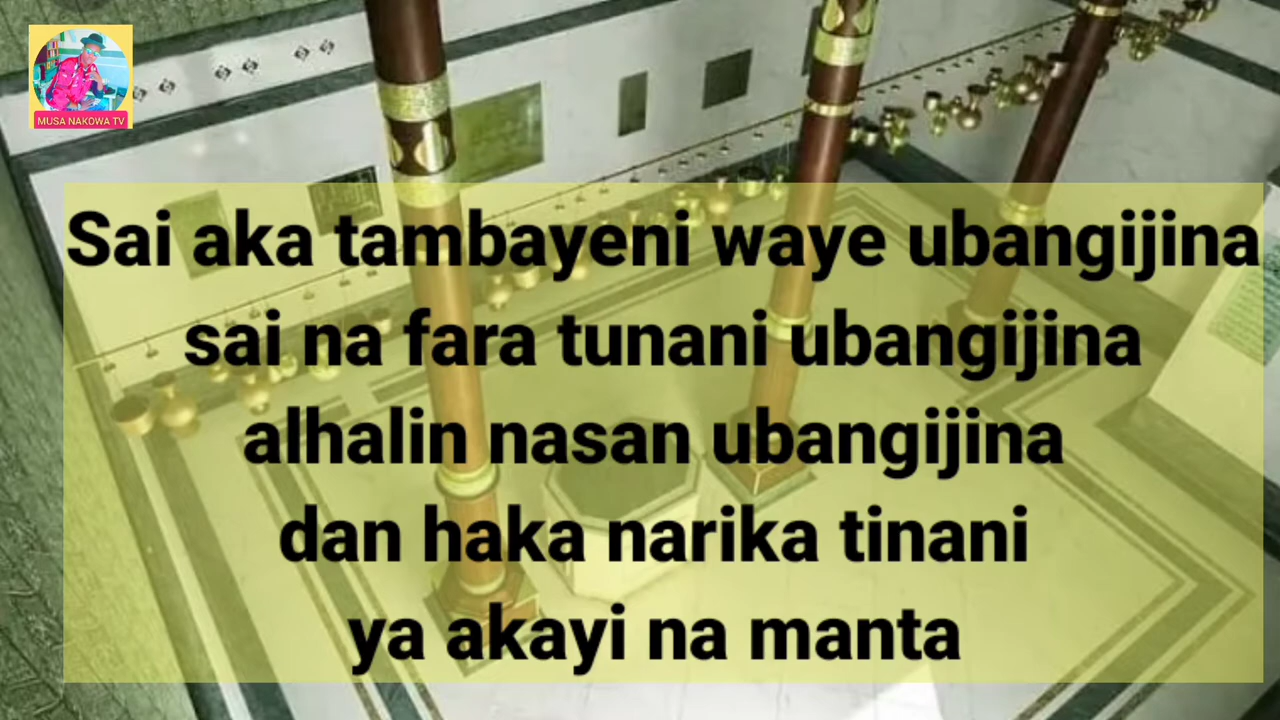 MUSA NAKOWA TV
Sai aka tambayeni waye ubangijina
sai na fara tunani ubangijina
alhalin nasan ubangijina
dan haka narika tinani
ya akayi na manta